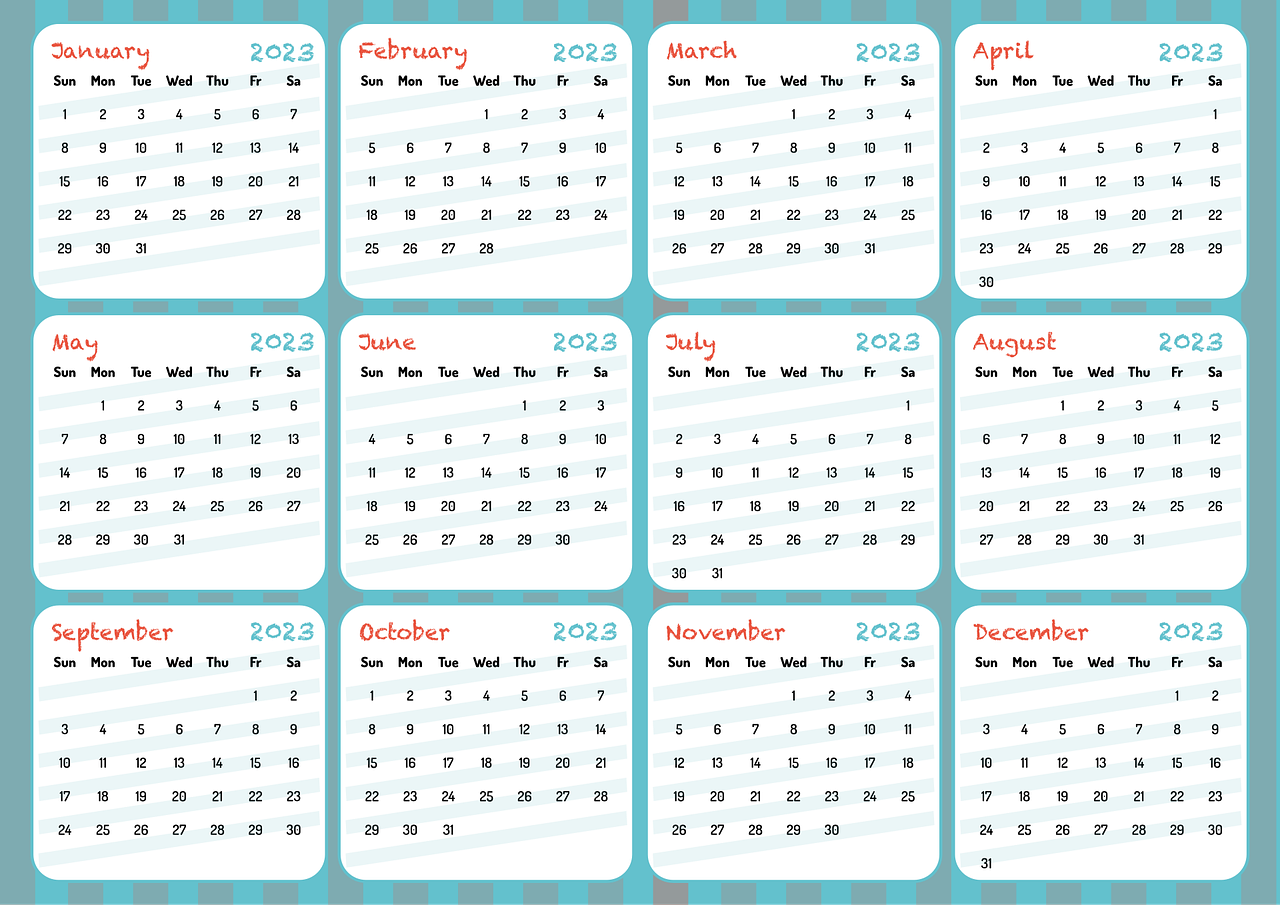 January 2023
Sun Mon Tue Wed Thu Fr Sa
1 2 3 4 5 6 7
8 9 10 11 12 13 14
15 16 17 18 19 20 21
22 23 24 25 26 27 28
29 30 31
February 2023
Sun Mon Tue Wed Thu Fr Sa
1 2 3 4
5 6 7 8 7 9 10
11 12 13 14 15 16 17
18 19 20 21 22 23 24
25 26 27 28
March 2023
Sun Mon Tue Wed Thu Fr Sa
1 2 3 4
5 6 7 8 9 10 11
12 13 14 15 16 17 18
19 20 21 22 23 24 25
26 27 28 29 30 31
April 2023
Sun Mon Tue Wed Thu Fr Sa
1
2 3 4 5 6 7 8
9 10 11 12 13 14 15
16 17 18 19 20 21 22
23 24 25 26 27 28 29
30
May 2023
Sun Mon Tue Wed Thu Fr Sa
1 2 3 4 5 6
7 8 9 10 11 12 13
14 15 16 17 18 19 20
21 22 23 24 25 26 27
28 29 30 31
June 2023
Sun Mon Tue Wed Thu Fr Sa
1 2 3
4 5 6 7 8 9 10
11 12 13 14 15 16 17
18 19 20 21 22 23 24
25 26 27 28 29 30
July 2023
Sun Mon Tue Wed Thu Fr Sa
1
2 3 4 5 6 7 8
9 10 11 12 13 14 15
16 17 18 19 20 21 22
23 24 25 26 27 28 29
30 31
August 2023
Sun Mon Tue Wed Thu Fr Sa
1 2 3 4 5
6 7 8 9 10 11 12
13 14 15 16 17 18 19
20 21 22 23 24 25 26
27 28 29 30 31
September 2023
Sun Mon Tue Wed Thu Fr Sa
1 2
3 4 5 6 7 8 9
10 11 12 13 14 15 16
17 18 19 20 21 22 23
24 25 26 27 28 29 30
October 2023
Sun Mon Tue Wed Thu Fr Sa
1 2 3 4 5 6 7
8 9 10 11 12 13 14
15 16 17 18 19 20 21
22 23 24 25 26 27 28
29 30 31
November 2023
Sun Mon Tue Wed Thu Fr Sa
1 2 3 4
5 6 7 8 9 10 11
12 13 14 15 16 17 18
19 20 21 22 23 24 25
26 27 28 29 30
December 2023
Sun Mon Tue Wed Thu Fr Sa
1 2
3 4 5 6 7 8 9
10 11 12 13 14 15 16
17 18 19 20 21 22 23
24 25 26 27 28 29 30
31